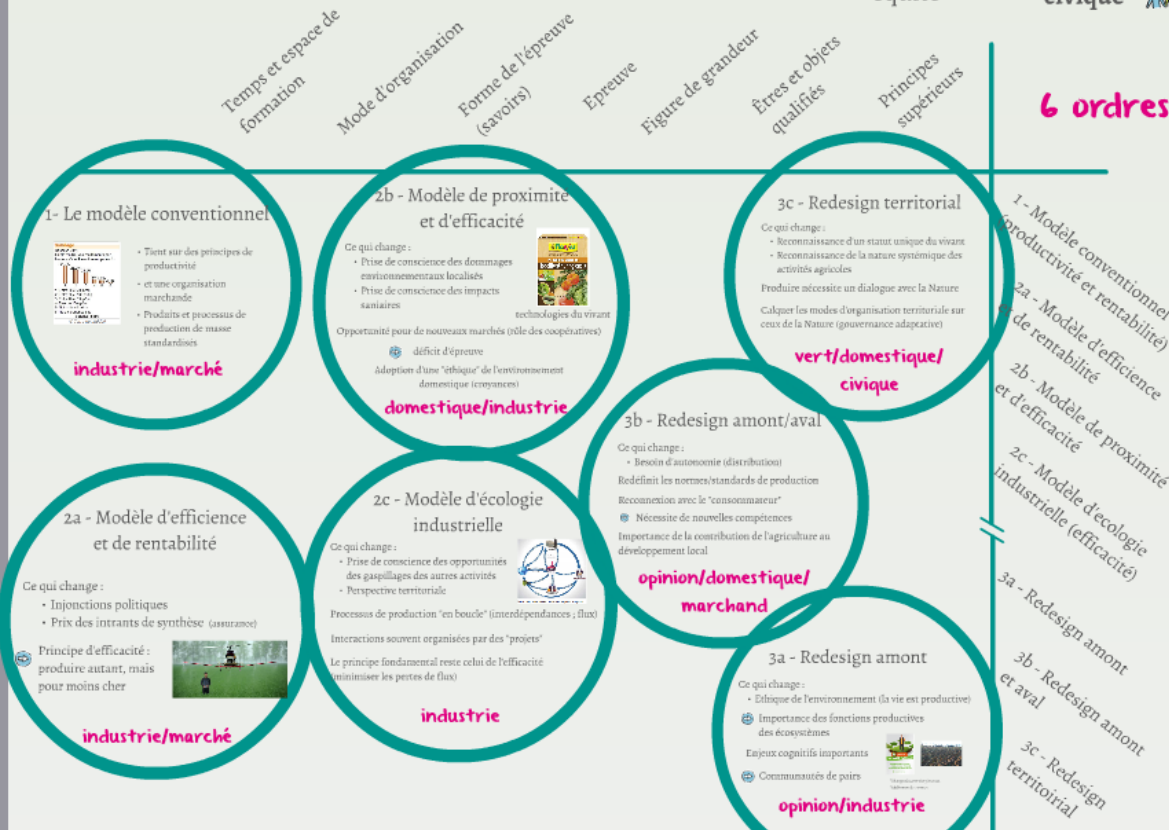 civique
6 ordres
Temps et espace de
formation
Mode d'organisation
Forme de l'épreuve
(savoirs)
Epreuve
Figure de grandeur
Êtres et objets
qualifiés
Principes
supérieurs
1- Le modèle conventionnel
• Tient sur des principes de
productivité
• et une organisation
marchande
• Produits et processus de
production de masse
standardisés
industrie/marché
2b - Modèle de proximité
et d'efficacité
Ce qui change :
• Prise de conscience des dommages
environnementaux localisés
• Prise de conscience des impacts
saniaires
technologies du vivant
Opportunité pour de nouveaux marchés (rôle des coopératives)
déficit d'épreuve
Adoption d'une "éthique" de l'environnement
domestique (croyances)
domestique/industrie
3c - Redesign territorial
Ce qui change :
• Reconnaissance d'un statut unique du vivant
• Reconnaissance de la nature systémique des
activités agricoles
Produire nécessite un dialogue avec la Nature
Calquer les modes d'organisation territoriale sur
ceux de la Nature (gouvernance adaptative)
vert/domestique/
civique
2a - Modèle d'efficience
et de rentabilité
Ce qui change :
• Injonctions politiques
• Prix des intrants de synthèse (assurance)
Principe d'efficacité :
produire autant, mais
pour moins cher
industrie/marché
2c - Modèle d'écologie
industrielle
Ce qui change :
• Prise de conscience des opportunités
des gaspillages des autres activités
• Perspective territoriale
Processus de production "en boucle" (interdépendances ; flux)
Interactions souvent organisées par des "projets"
Le principe fondamental reste celui de l'efficacité
(minimiser les pertes de flux)
industrie
3b - Redesign amont/aval
Ce qui change :
• Besoin d'autonomie (distribution)
Redéfinit les normes/standards de production
Reconnexion avec le "consommateur"
Nécessite de nouvelles compétences
Importance de la contribution de l'agriculture au
développement local
opinion/domestique/
marchand
3a - Redesign amont
Ce qui change :
• Ethique de l'environnement (la vie est productive)
Importance des fonctions productives
des écosystèmes
Enjeux cognitifs importants
Communautés de pairs
opinion/industrie
1 - Modèle conventionnel
(productivité et rentabilité)
2a - Modèle d'efficience
et de rentabilité
2b - Modèle de proximité
et d'efficacité
2c - Modèle d'écologie
industrielle (efficacité)
3a - Redesign amont
3b - Redesign amont
et aval
3c - Redesign
territoirial